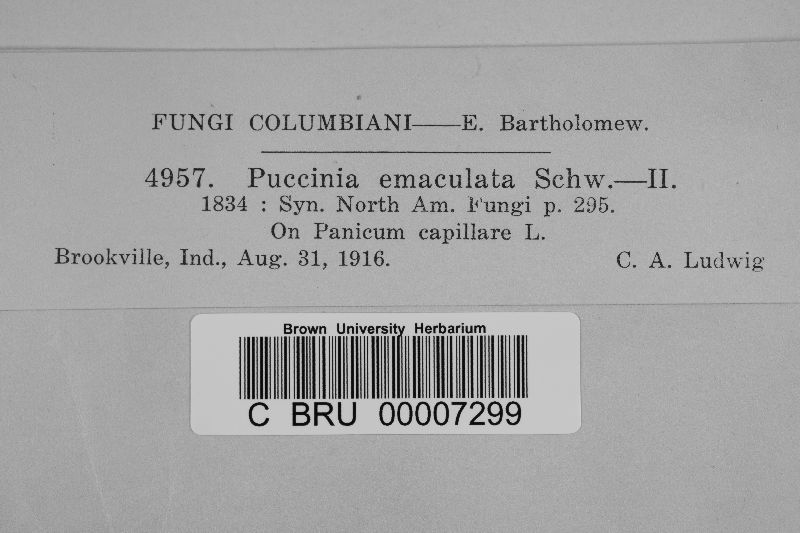 FUNGI COLUMBIANI——E. Bartholomew.
4957. Puccinia emaculata Schw.—II.
1834 : Syn. North Am. Fungi p. 295.
On Panicum capillare L.
Brookville, Ind., Aug. 31, 1916. C. A. Ludwig
Brown University Herbarium
C BRU 00007299